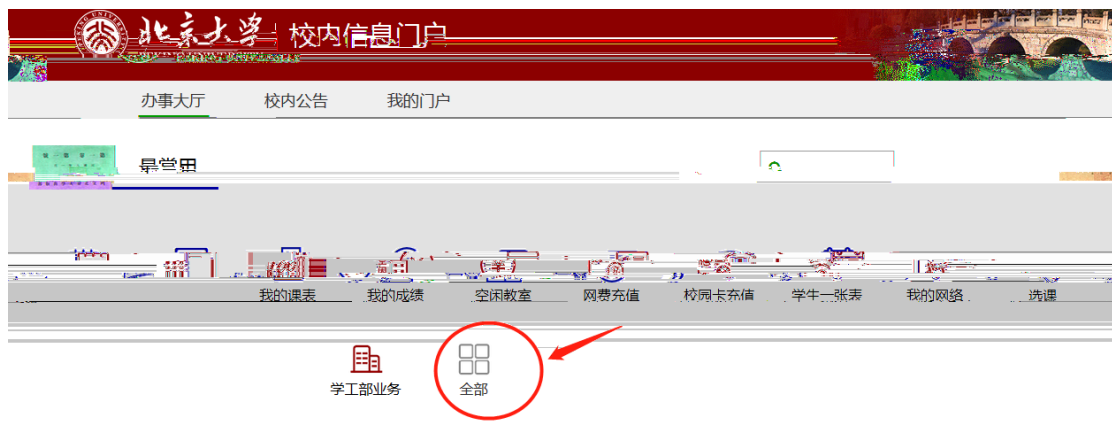 北京大学 校内信息门户
办事大厅 校内公告 我的门户
最常用
我的课表 我的成绩 空闲教室 网费充值 校园卡充值 学生一张表 我的网络 选课
学工部业务 全部